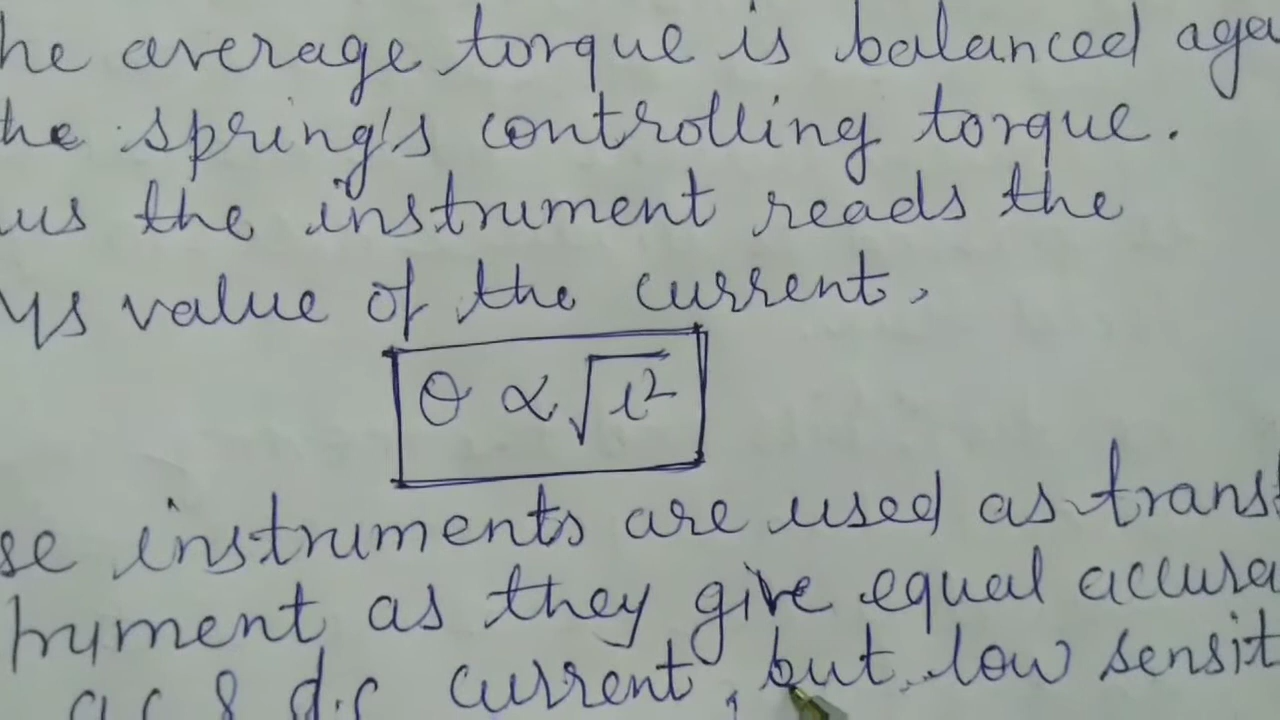 he average torque is balanced aga
he spring's controlling torque.
us the instrument reads the
value of the current,
θ ∝ √i²
se instruments are used as transf
rument as they give equal accura
a.c & d.c current, but low sensit